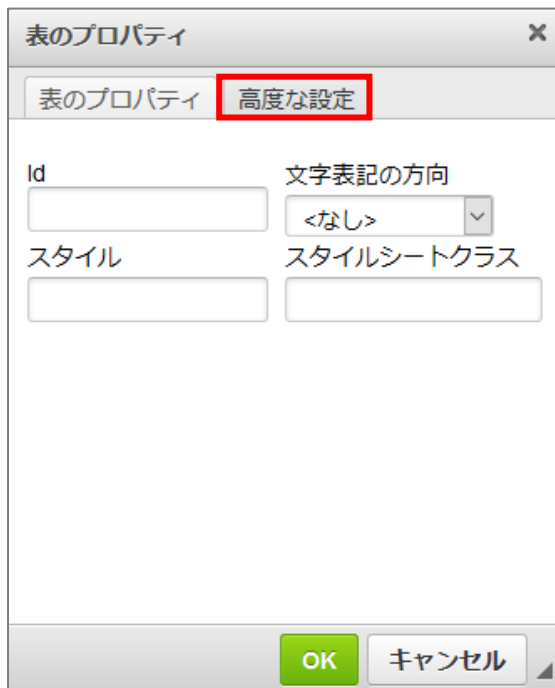 表のプロパティ
表のプロパティ 高度な設定
Id 文字表記の方向
<なし>
スタイル スタイルシートクラス
OK キャンセル